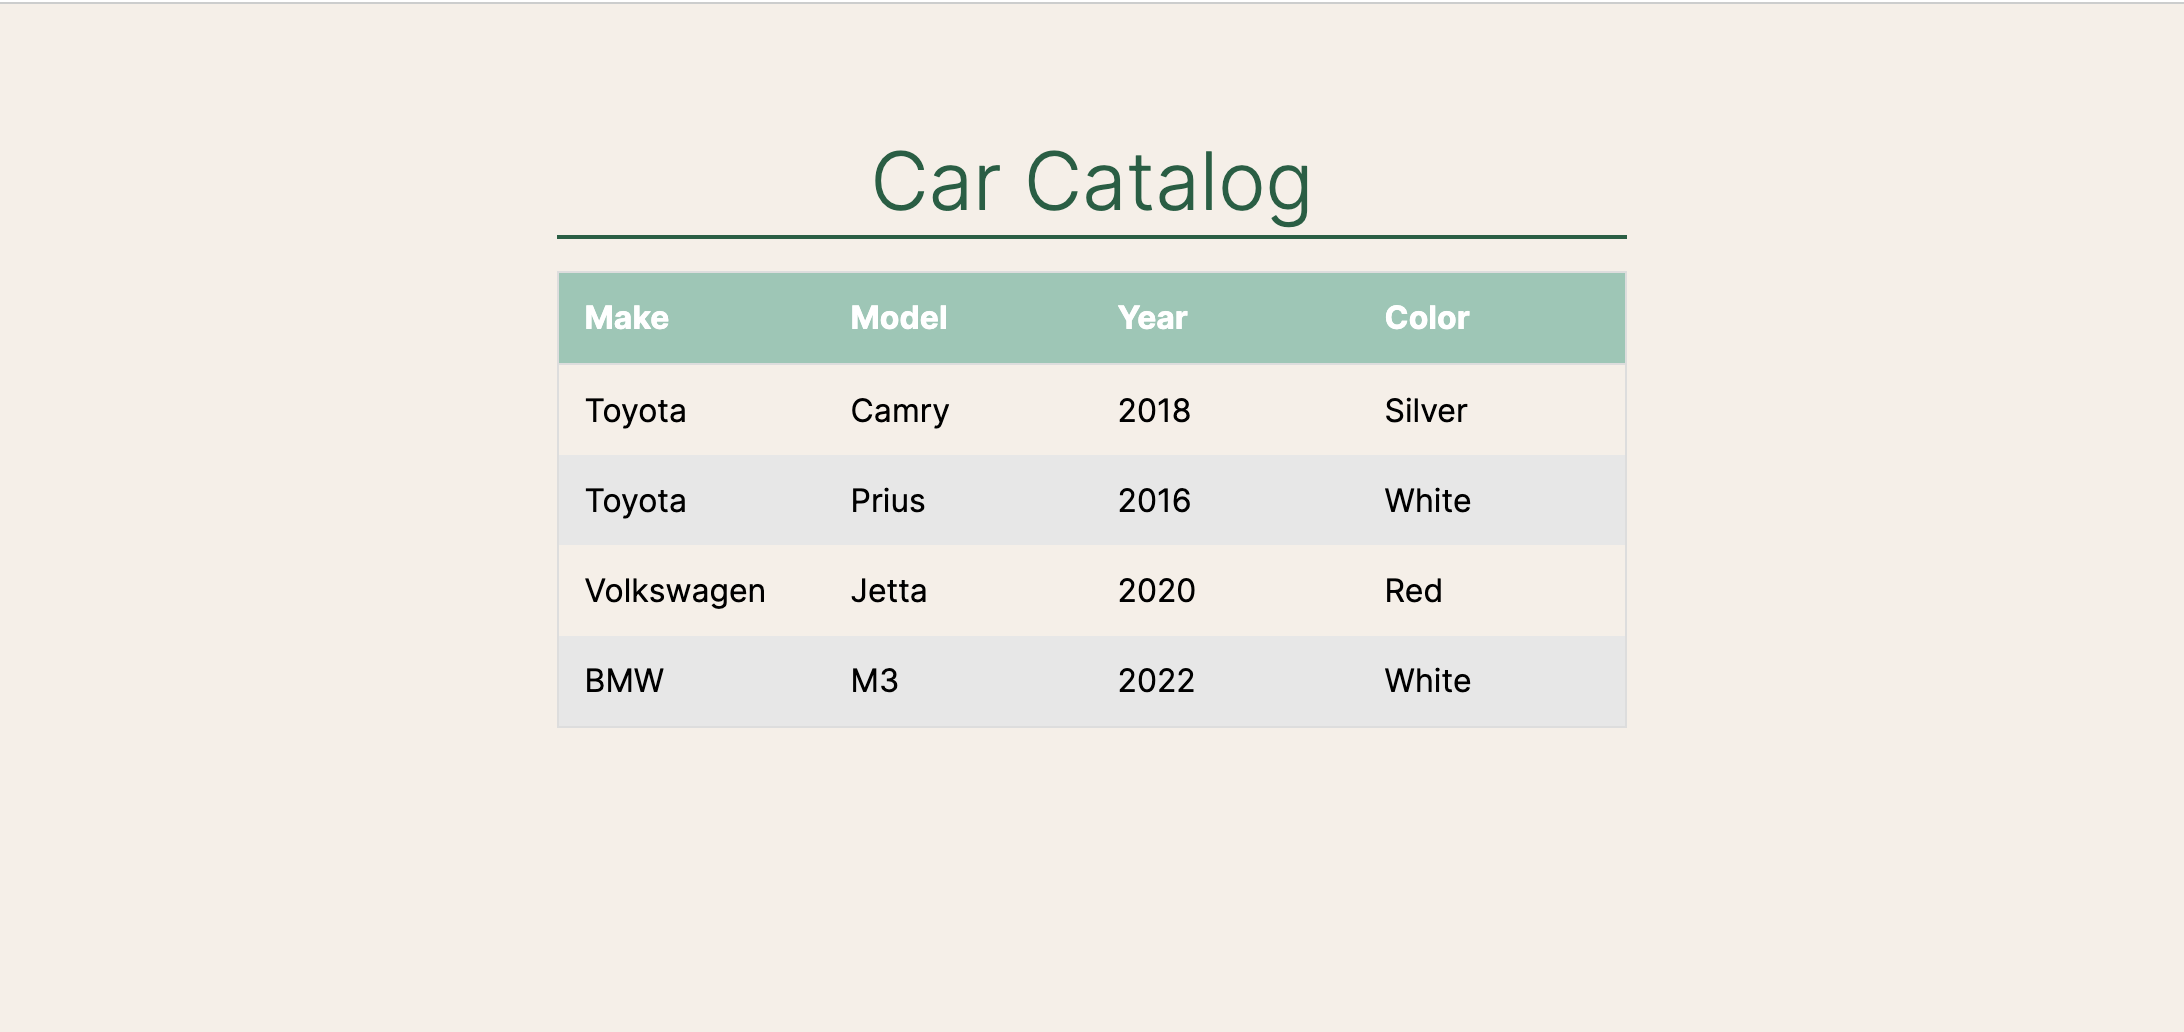 Car Catalog
Make Model Year Color
Toyota Camry 2018 Silver
Toyota Prius 2016 White
Volkswagen Jetta 2020 Red
BMW M3 2022 White